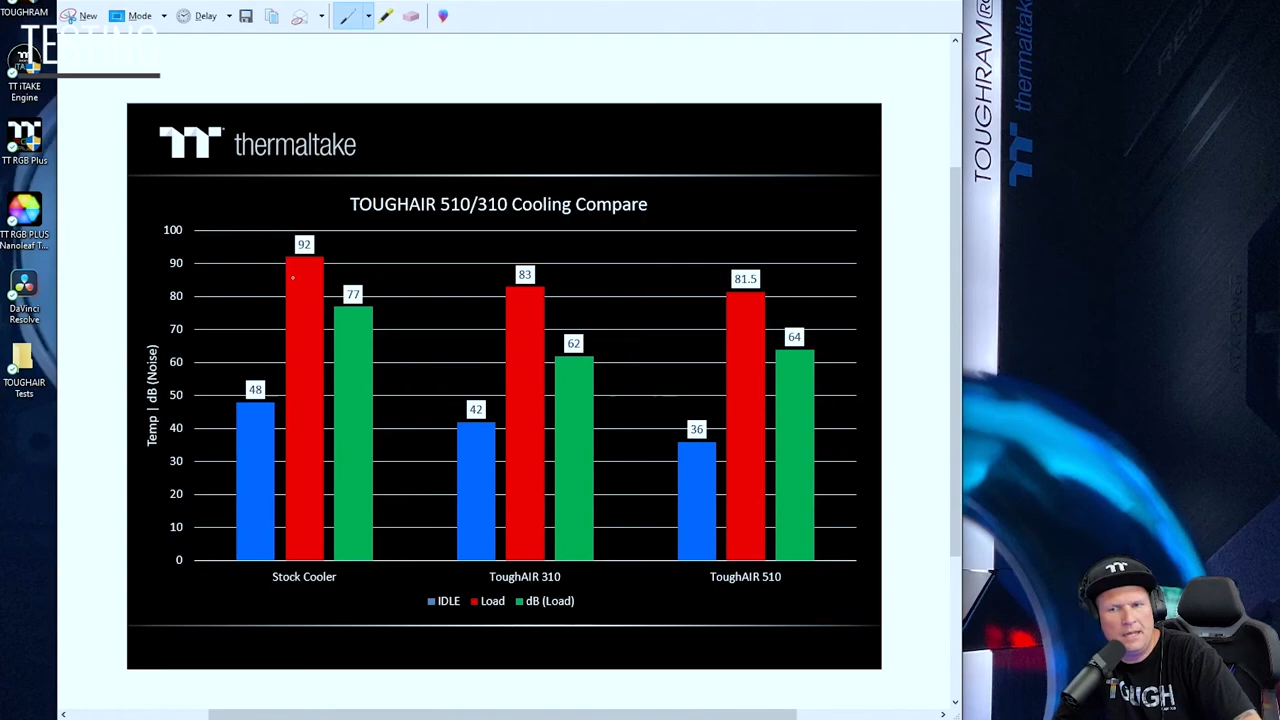 TOUGHRAM
New
Mode
Delay
TESTING
TT iTAKE
Engine
TT RGB Plus
TT RGB PLUS
Nanoleaf T...
DaVinci
Resolve
TOUGHAIR
Tests
TT thermaltake
TOUGHAIR 510/310 Cooling Compare
Temp | dB (Noise)
100
90
80
70
60
50
40
30
20
10
0
48
92
77
42
83
62
36
81.5
64
Stock Cooler
ToughAIR 310
ToughAIR 510
IDLE
Load
dB (Load)
TOUGHRAM
thermaltake
TOUGH